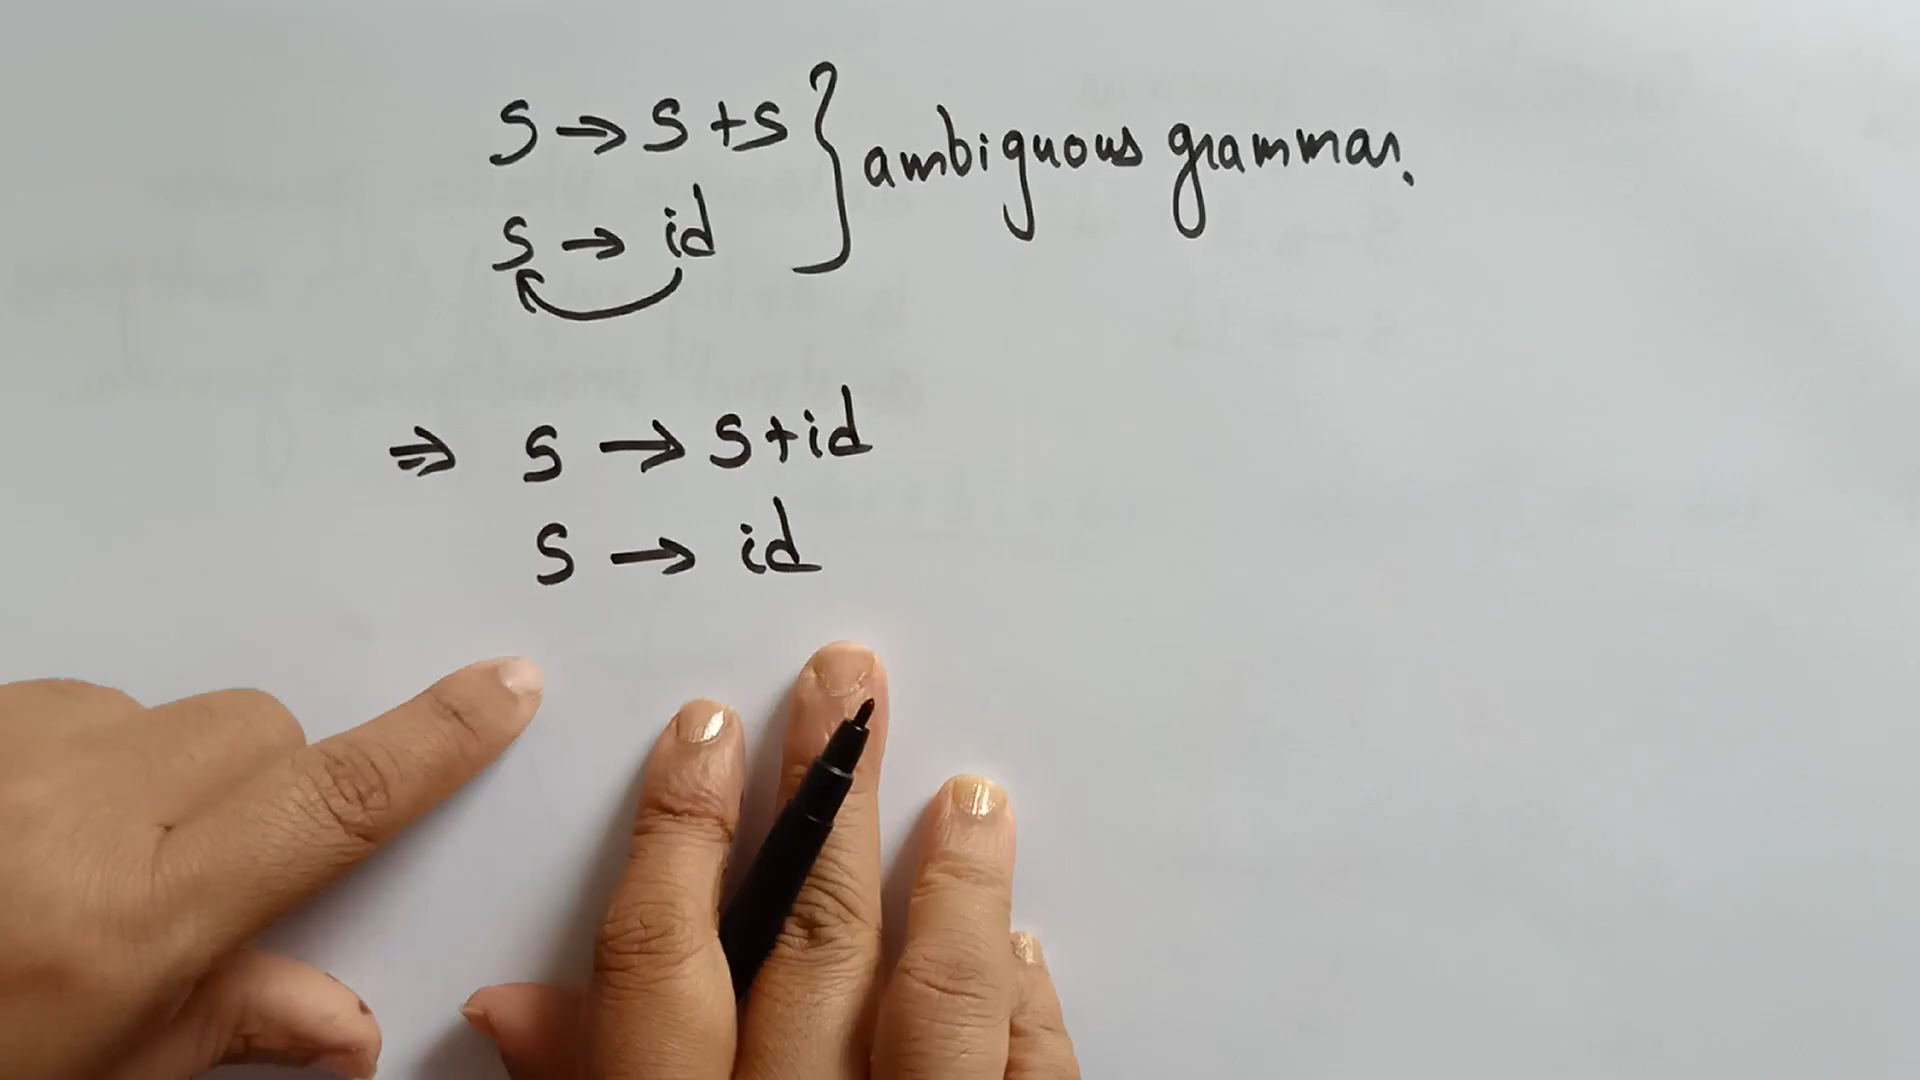 S → S + S } ambiguous grammar.
S → id
⇒ S → S + id
S → id